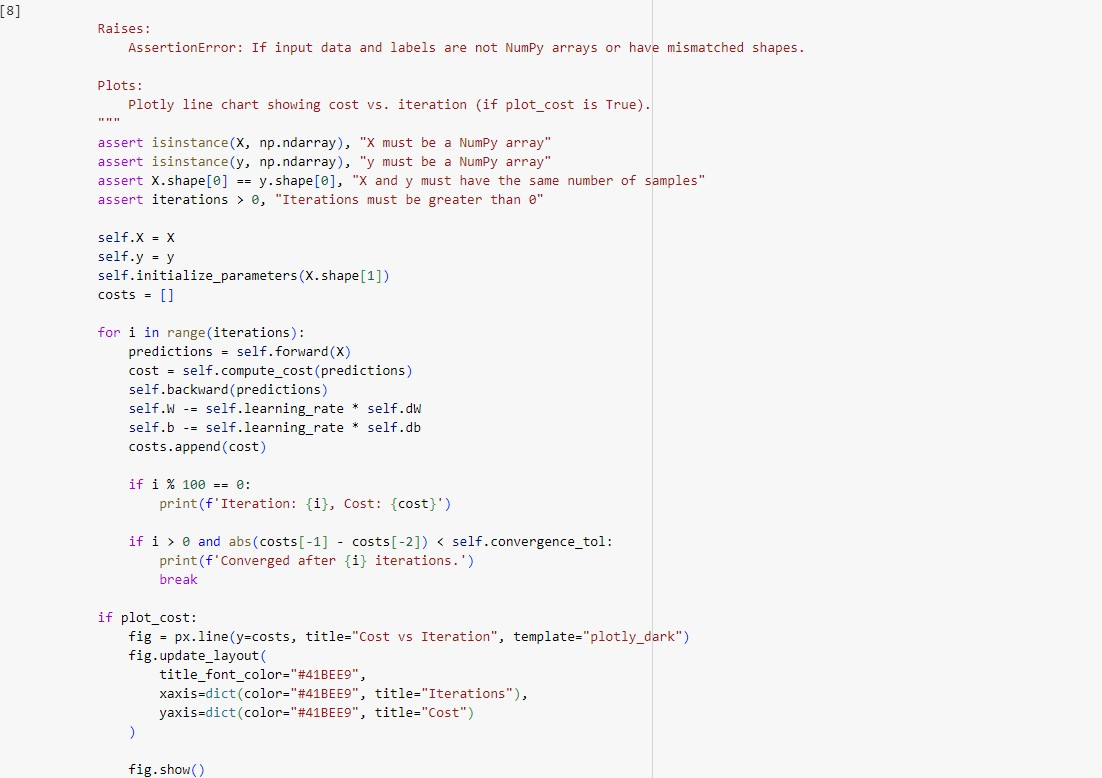 [8]
Raises:
AssertionError: If input data and labels are not NumPy arrays or have mismatched shapes.
Plots:
Plotly line chart showing cost vs. iteration (if plot_cost is True).
"""
assert isinstance(X, np.ndarray), "X must be a NumPy array"
assert isinstance(y, np.ndarray), "y must be a NumPy array"
assert X.shape[0] == y.shape[0], "X and y must have the same number of samples"
assert iterations > 0, "Iterations must be greater than 0"
self.X = X
self.y = y
self.initialize_parameters(X.shape[1])
costs = []
for i in range(iterations):
predictions = self.forward(X)
cost = self.compute_cost(predictions)
self.backward(predictions)
self.W -= self.learning_rate * self.dW
self.b -= self.learning_rate * self.db
costs.append(cost)
if i % 100 == 0:
print(f'Iteration: {i}, Cost: {cost}')
if i > 0 and abs(costs[-1] - costs[-2]) < self.convergence_tol:
print(f'Converged after {i} iterations.')
break
if plot_cost:
fig = px.line(y=costs, title="Cost vs Iteration", template="plotly_dark")
fig.update_layout(
title_font_color="#41BEE9",
xaxis=dict(color="#41BEE9", title="Iterations"),
yaxis=dict(color="#41BEE9", title="Cost")
)
fig.show()